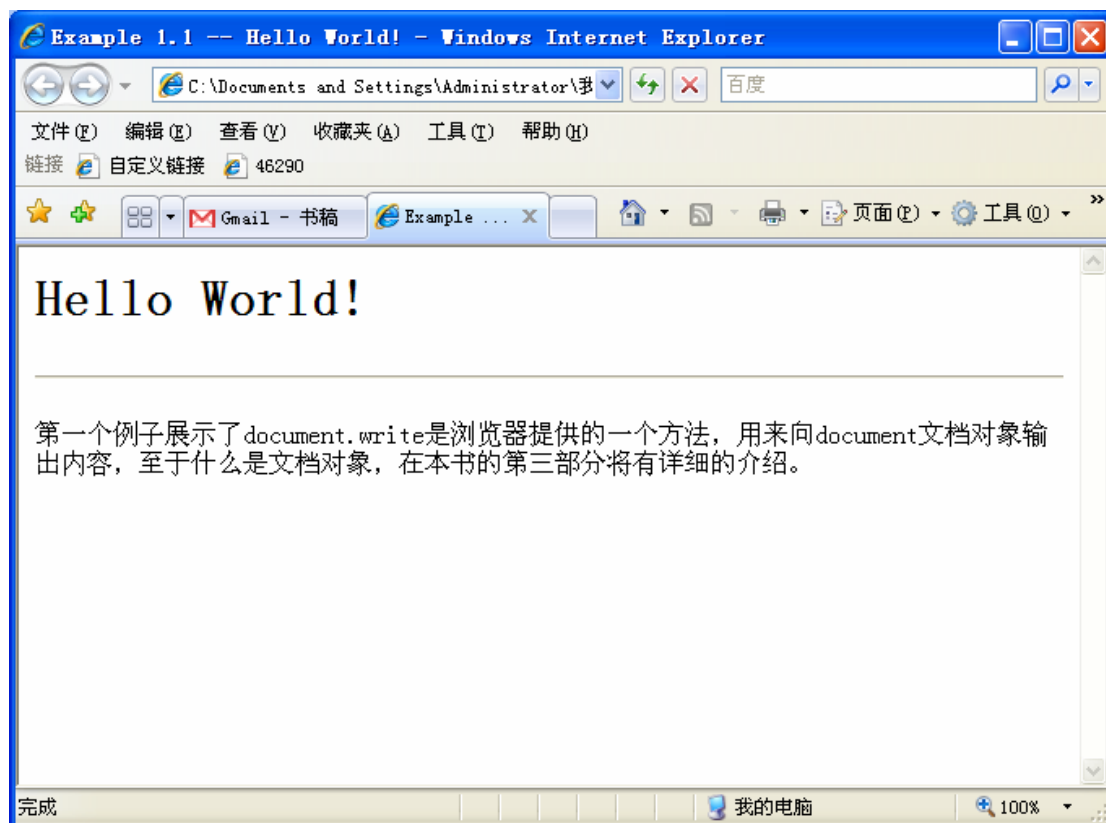 Example 1.1 -- Hello World! - Windows Internet Explorer
C:\Documents and Settings\Administrator\我
百度
文件(F) 编辑(E) 查看(V) 收藏夹(A) 工具(T) 帮助(H)
链接 自定义链接 46290
Gmail - 书稿 Example ... X 页面(P) 工具(O) »
Hello World!
第一个例子展示了document.write是浏览器提供的一个方法，用来向document文档对象输
出内容，至于什么是文档对象，在本书的第三部分将有详细的介绍。
完成 我的电脑 100%